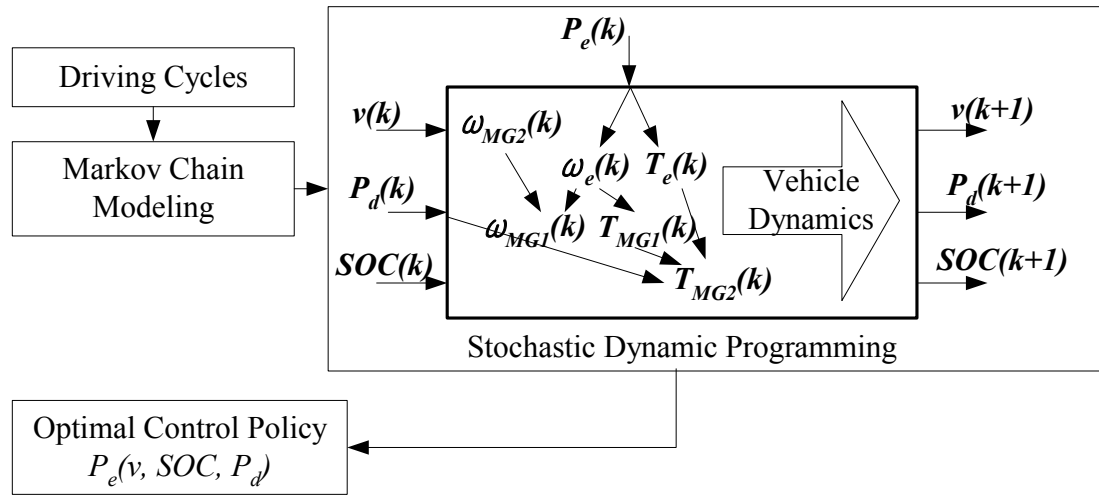 P_e(k)
Driving Cycles
v(k)
ω_MG2(k)
v(k+1)
Markov Chain
Modeling
ω_e(k) T_e(k)
Vehicle
Dynamics
P_d(k)
P_d(k+1)
ω_MG1(k) T_MG1(k)
SOC(k)
T_MG2(k)
SOC(k+1)
Stochastic Dynamic Programming
Optimal Control Policy
P_e(v, SOC, P_d)